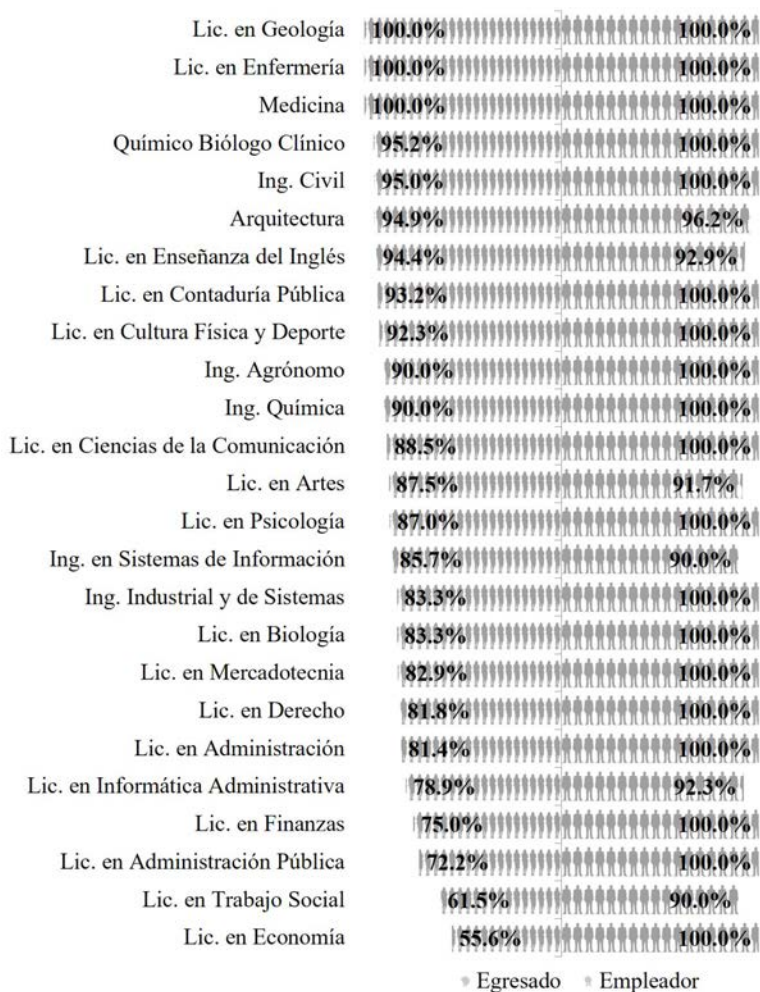 Lic. en Geología 100.0% 100.0%
Lic. en Enfermería 100.0% 100.0%
Medicina 100.0% 100.0%
Químico Biólogo Clínico 95.2% 100.0%
Ing. Civil 95.0% 100.0%
Arquitectura 94.9% 96.2%
Lic. en Enseñanza del Inglés 94.4% 92.9%
Lic. en Contaduría Pública 93.2% 100.0%
Lic. en Cultura Física y Deporte 92.3% 100.0%
Ing. Agrónomo 90.0% 100.0%
Ing. Química 90.0% 100.0%
Lic. en Ciencias de la Comunicación 88.5% 100.0%
Lic. en Artes 87.5% 91.7%
Lic. en Psicología 87.0% 100.0%
Ing. en Sistemas de Información 85.7% 90.0%
Ing. Industrial y de Sistemas 83.3% 100.0%
Lic. en Biología 83.3% 100.0%
Lic. en Mercadotecnia 82.9% 100.0%
Lic. en Derecho 81.8% 100.0%
Lic. en Administración 81.4% 100.0%
Lic. en Informática Administrativa 78.9% 92.3%
Lic. en Finanzas 75.0% 100.0%
Lic. en Administración Pública 72.2% 100.0%
Lic. en Trabajo Social 61.5% 90.0%
Lic. en Economía 55.6% 100.0%
Egresado Empleador